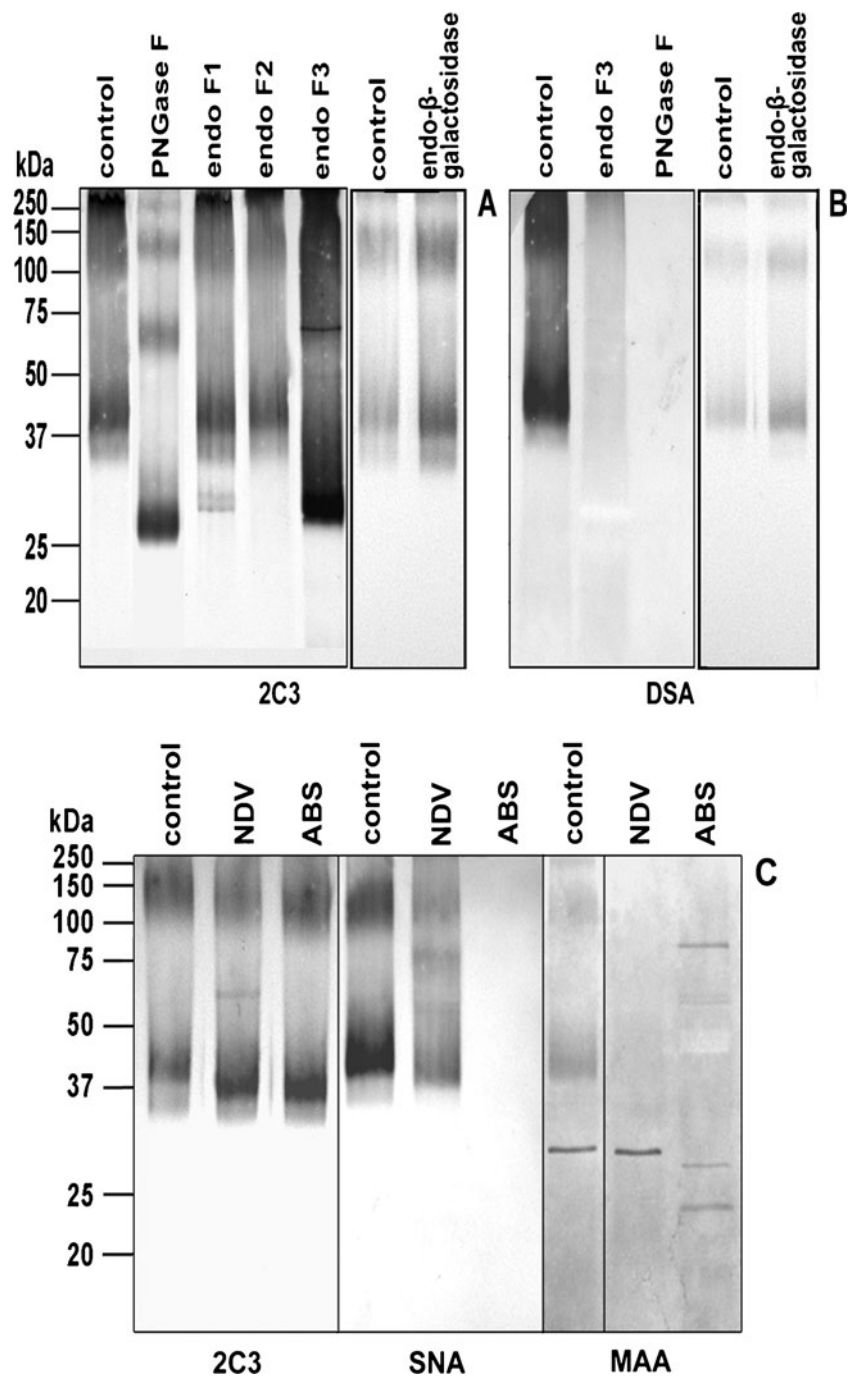 control
PNGase F
endo F1
endo F2
endo F3
control
endo-β-
galactosidase
control
endo F3
PNGase F
control
endo-β-
galactosidase
kDa
250
150
100
75
50
37
25
20
A
B
2C3
DSA
control
NDV
ABS
control
NDV
ABS
control
NDV
ABS
kDa
250
150
100
75
50
37
25
20
C
2C3
SNA
MAA